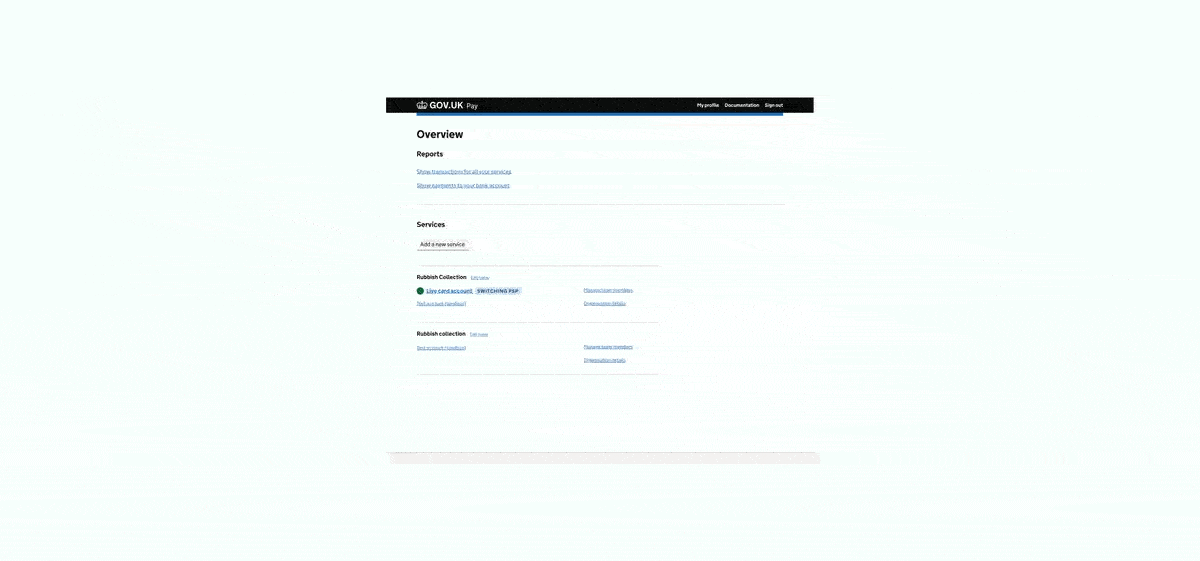 GOV.UK Pay
My profile Documentation Sign out
Overview
Reports
Show transactions for all your services
Show payments to your bank account
Services
Add a new service
Rubbish Collection Edit name
Live card account SWITCHING PSP Manage team members
Test account (sandbox) Organisation details
Rubbish collection Edit name
Test account (sandbox) Manage team members
Organisation details